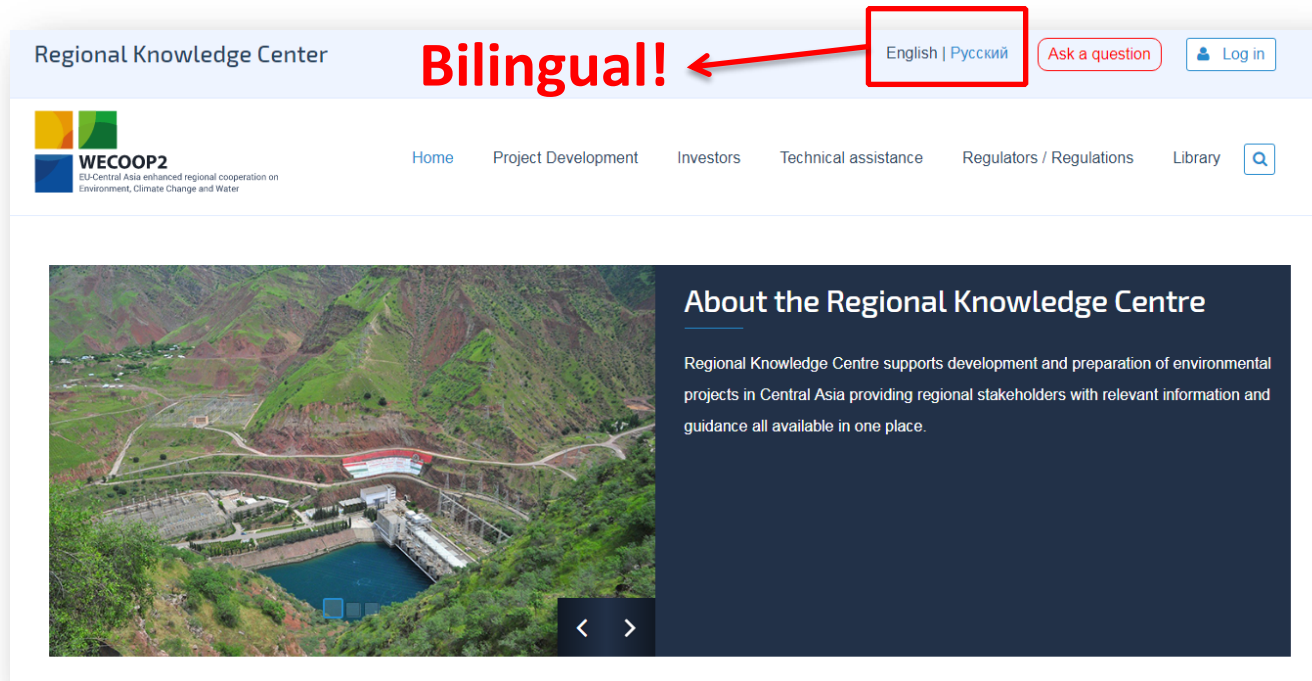 Regional Knowledge Center
Bilingual!
English | Русский
Ask a question
Log in
WECOOP2
EU-Central Asia enhanced regional cooperation on
Environment, Climate Change and Water
Home
Project Development
Investors
Technical assistance
Regulators / Regulations
Library
About the Regional Knowledge Centre
Regional Knowledge Centre supports development and preparation of environmental
projects in Central Asia providing regional stakeholders with relevant information and
guidance all available in one place.